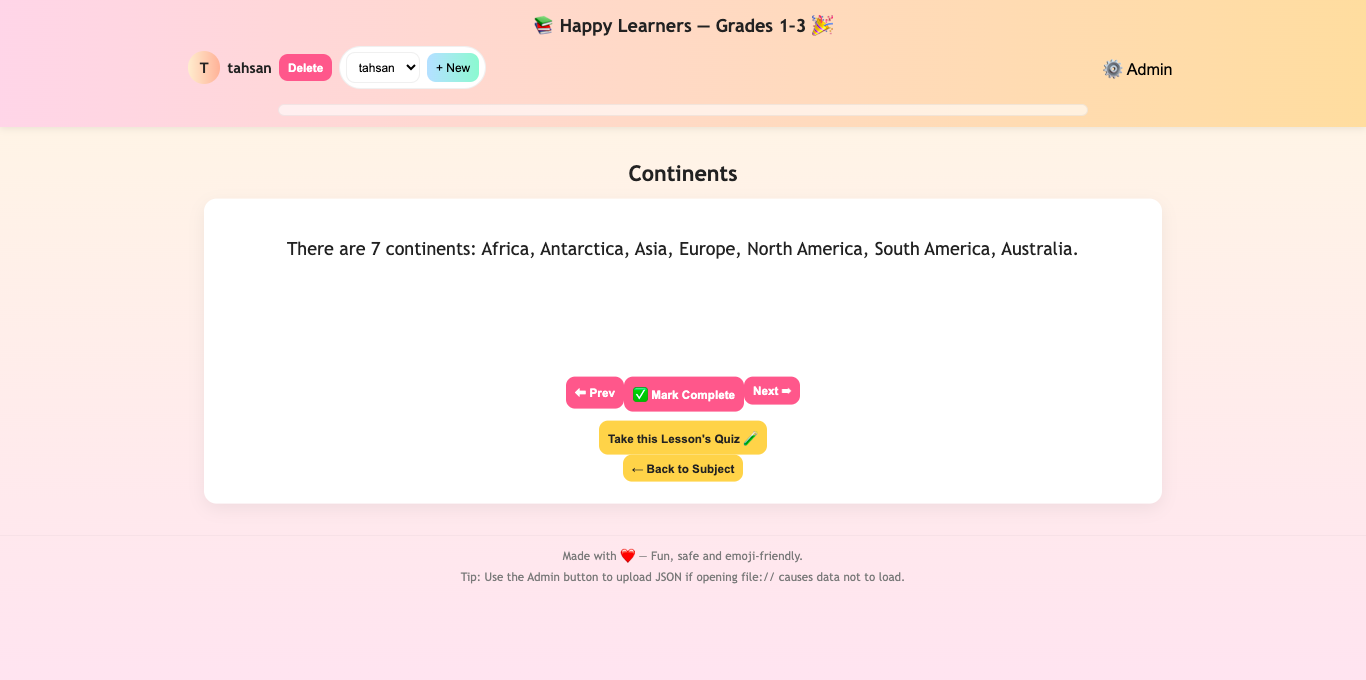 📚 Happy Learners — Grades 1–3 🎉
T tahsan Delete tahsan + New ⚙️ Admin
Continents
There are 7 continents: Africa, Antarctica, Asia, Europe, North America, South America, Australia.
⬅ Prev ✅ Mark Complete Next ➡
Take this Lesson's Quiz 🧪
← Back to Subject
Made with ❤️ — Fun, safe and emoji-friendly.
Tip: Use the Admin button to upload JSON if opening file:// causes data not to load.